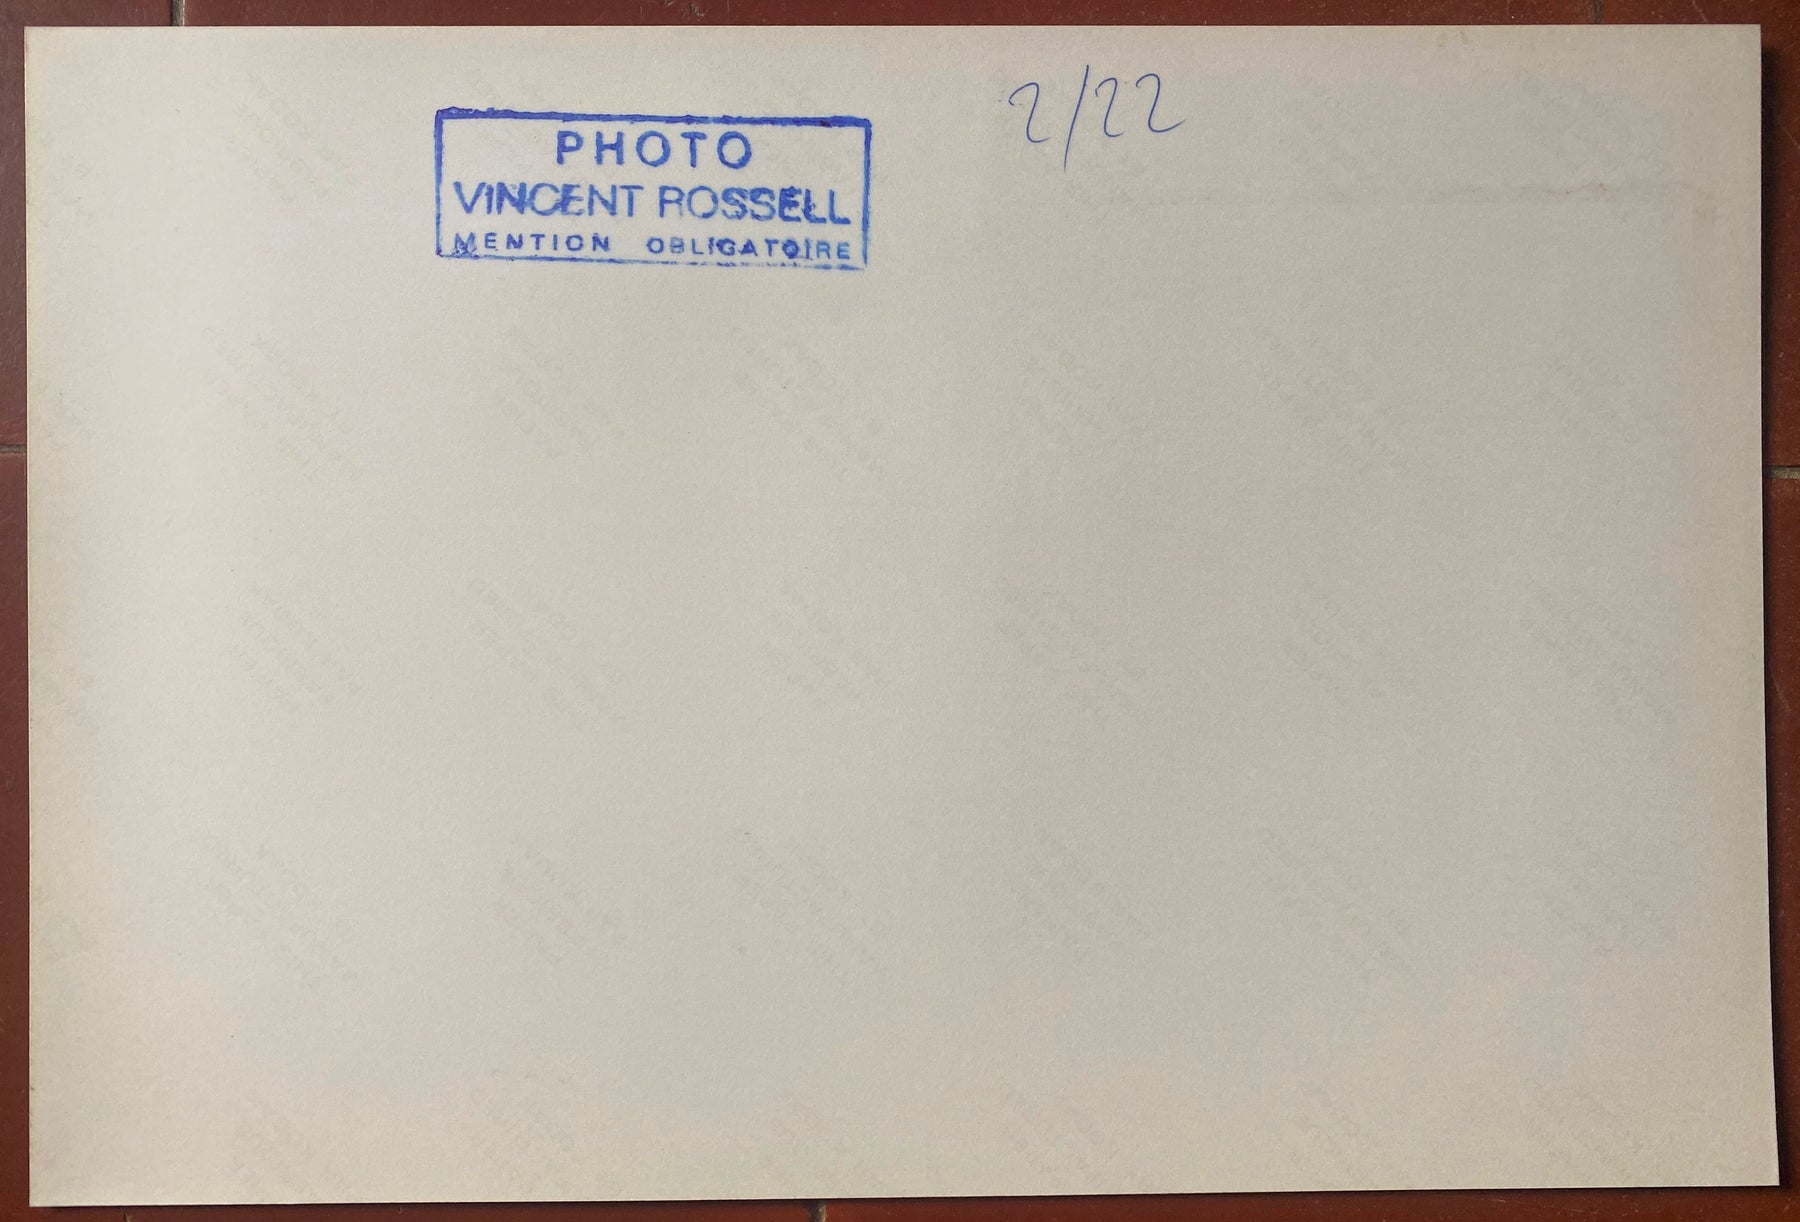 PHOTO
VINCENT ROSSELL
MENTION OBLIGATOIRE
2/22